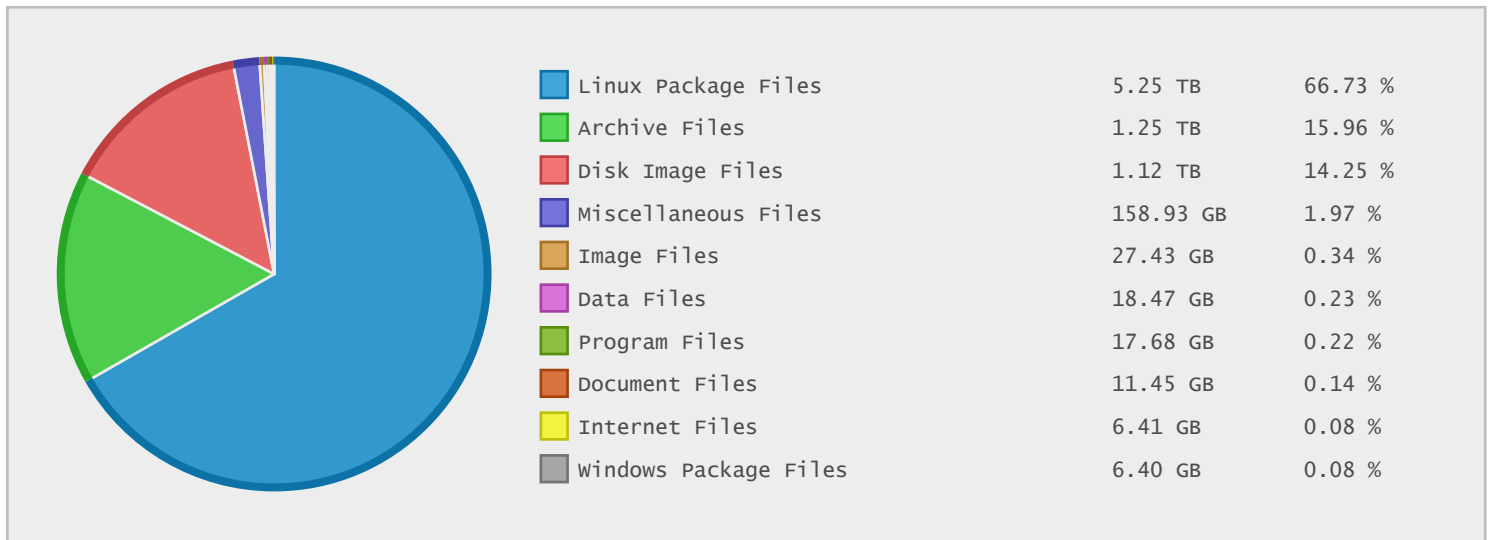 Linux Package Files 5.25 TB 66.73 %
Archive Files 1.25 TB 15.96 %
Disk Image Files 1.12 TB 14.25 %
Miscellaneous Files 158.93 GB 1.97 %
Image Files 27.43 GB 0.34 %
Data Files 18.47 GB 0.23 %
Program Files 17.68 GB 0.22 %
Document Files 11.45 GB 0.14 %
Internet Files 6.41 GB 0.08 %
Windows Package Files 6.40 GB 0.08 %